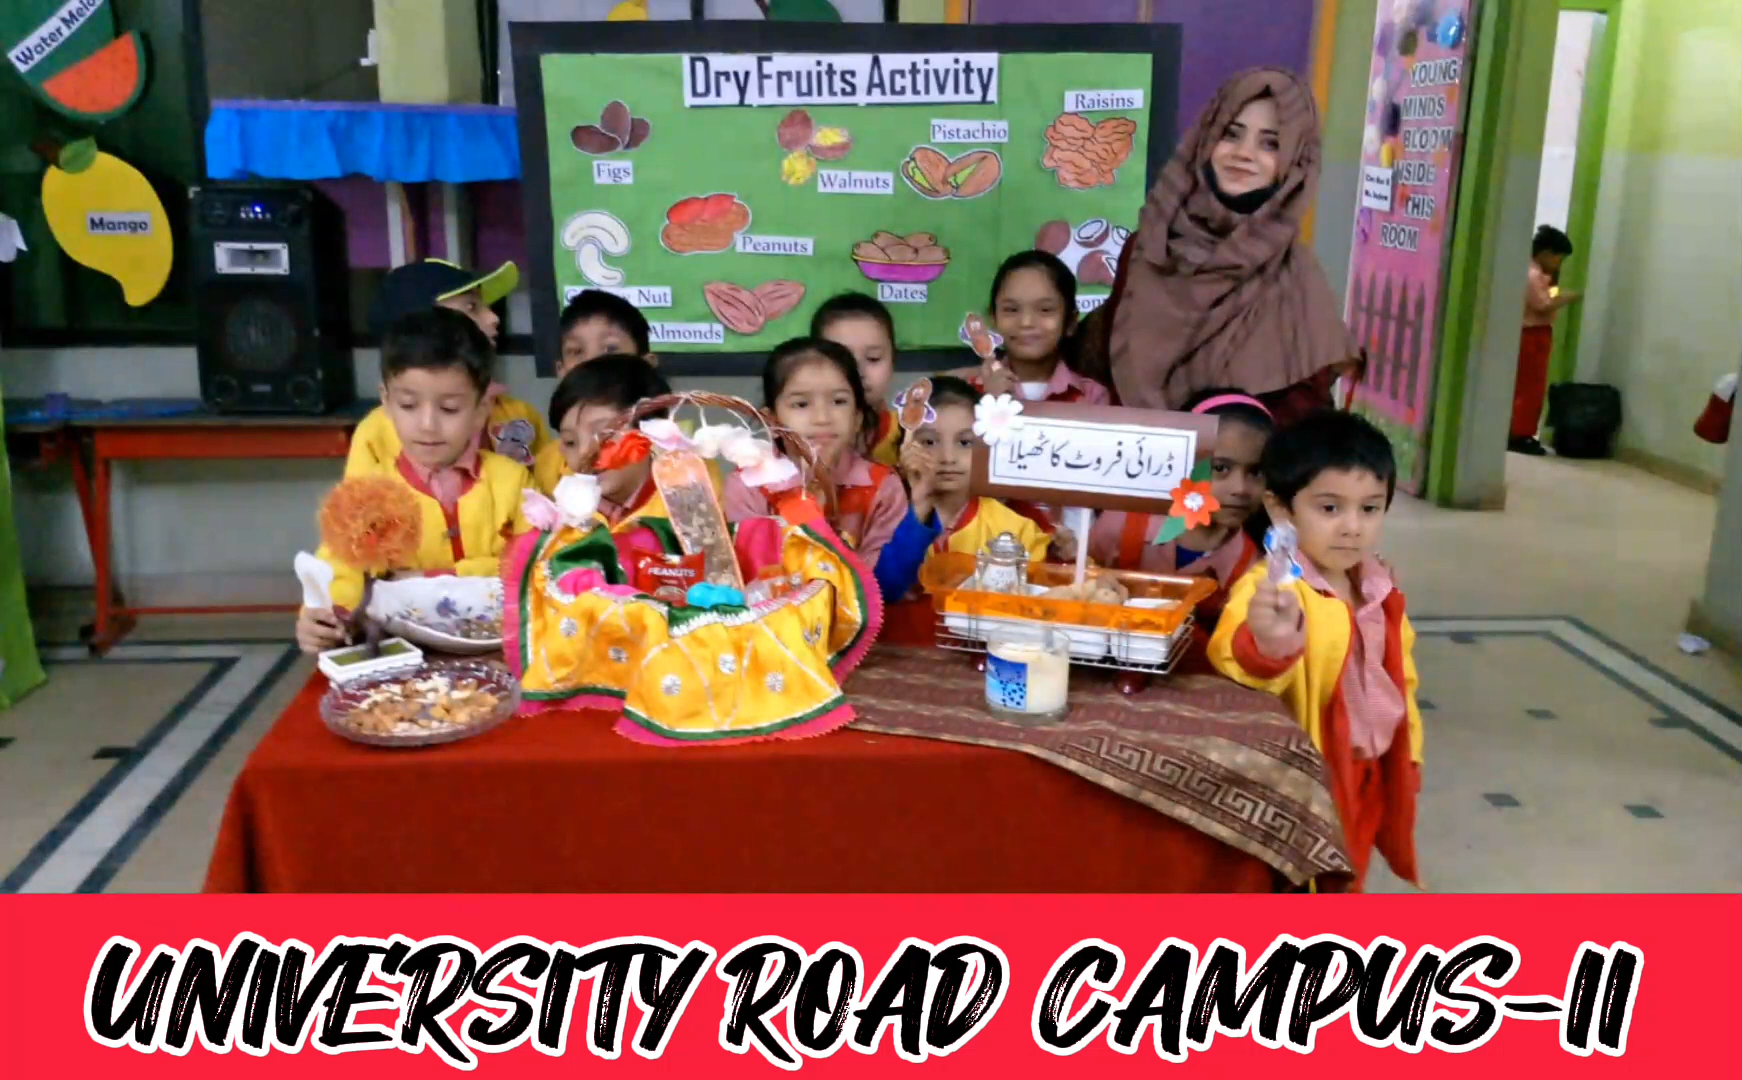 Water Melo
Mango
Dry Fruits Activity
Figs
Walnuts
Pistachio
Raisins
Peanuts
Dates
Nut
Almonds
YOUNG
MINDS
BLOOM
INSIDE
THIS
ROOM
ڈرائی فروٹ کا ٹھیلا
PEANUTS
UNIVERSITY ROAD CAMPUS-II